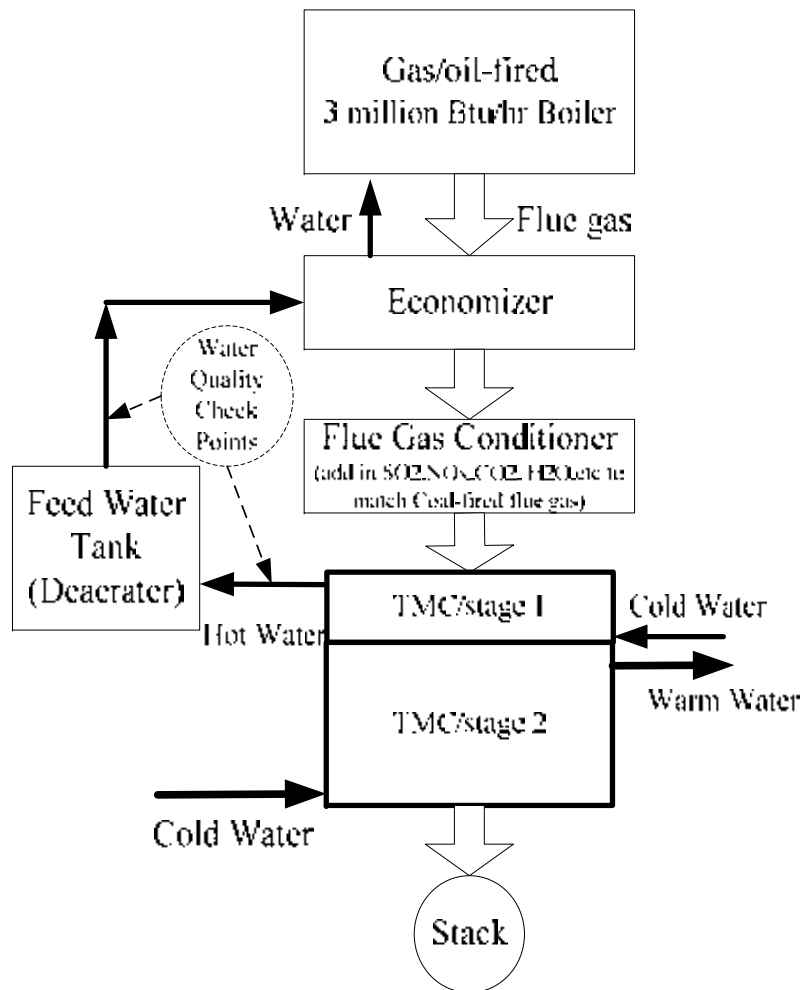 Gas/oil-fired
3 million Btu/hr Boiler
Water
Flue gas
Economizer
Water
Quality
Check
Points
Flue Gas Conditioner
(add in SO2,NOx,CO2, H2O,etc to
match Coal-fired flue gas)
Feed Water
Tank
(Deaerater)
TMC/stage 1
Cold Water
Hot Water
Warm Water
TMC/stage 2
Cold Water
Stack